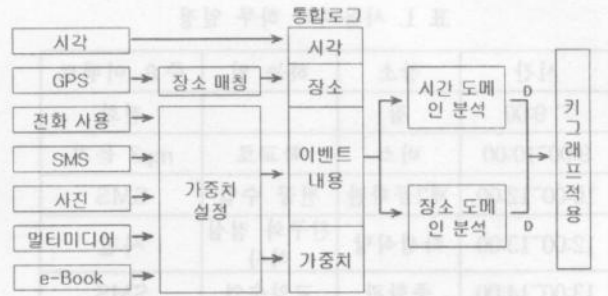 통합로그
시각
GPS
전화 사용
SMS
사진
멀티미디어
e-Book
장소 매칭
가중치
설정
시각
장소
이벤트
내용
가중치
시간 도메
인 분석
장소 도메
인 분석
D
D
키
그
래
프
적
용